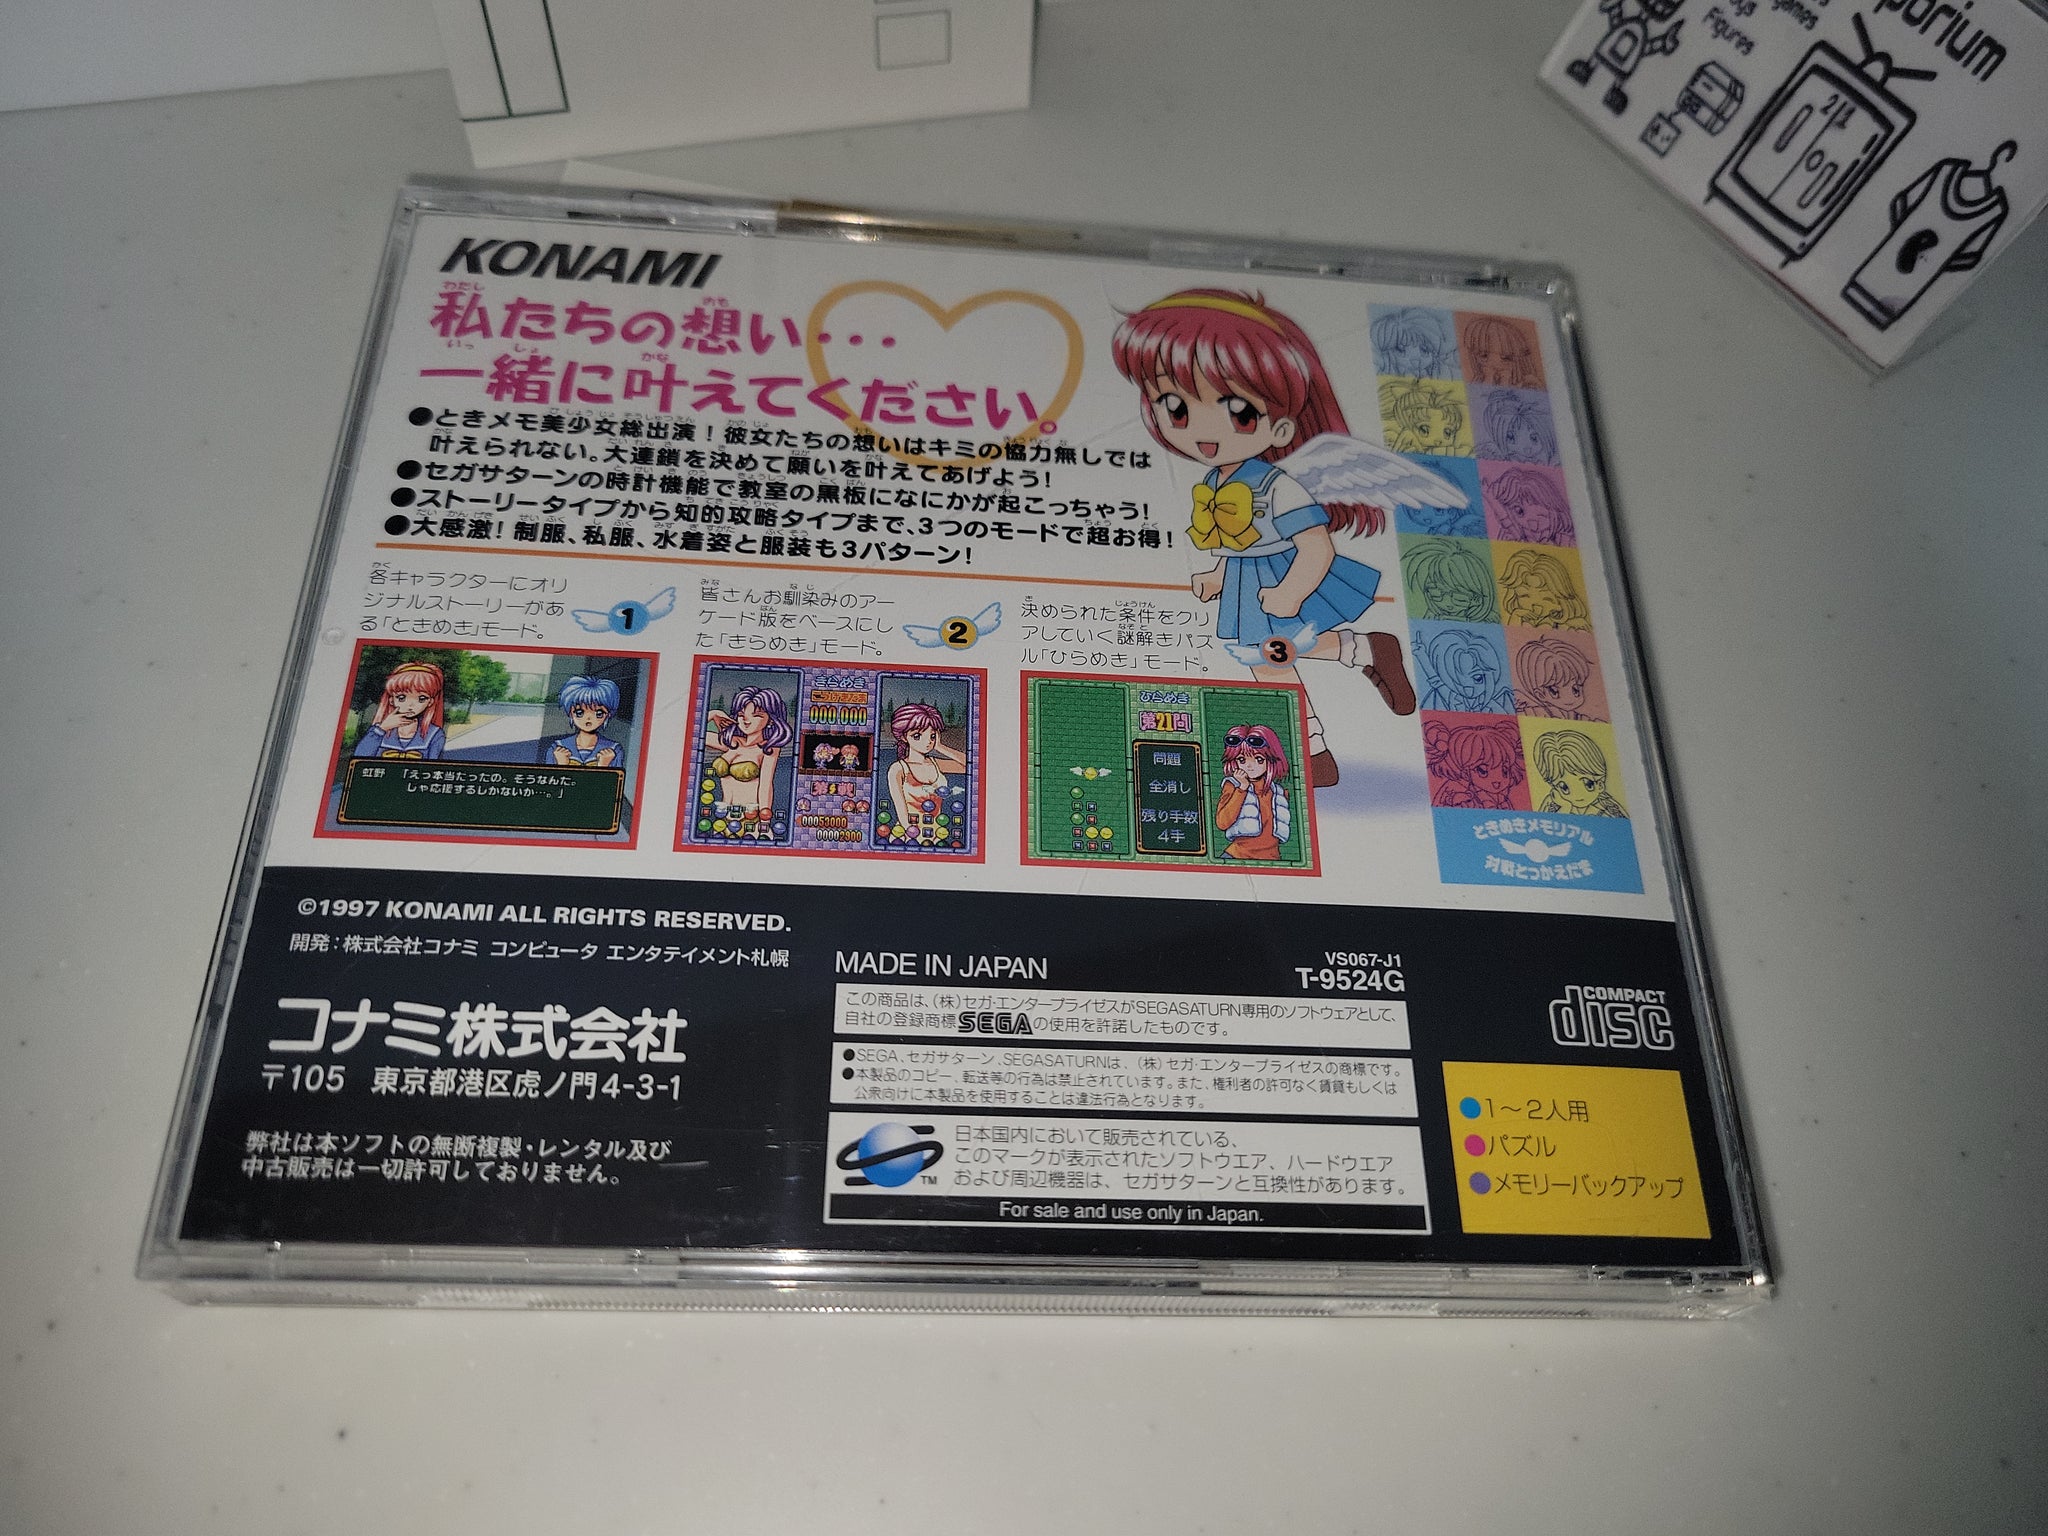 porium
games
Figures
KONAMI
私たちの想い・・・
一緒に叶えてください。
●ときメモ美少女総出演！彼女たちの想いはキミの協力無しでは
叶えられない。大連鎖を決めて願いを叶えてあげよう！
●セガサターンの時計機能で教室の黒板になにかが起こっちゃう！
●ストーリータイプから知的攻略タイプまで、3つのモードで超お得！
●大感激！制服、私服、水着姿と服装も3パターン！
各キャラクターにオリ
ジナルストーリーがあ
る「ときめき」モード。
1
皆さんお馴染みのアー
ケード版をベースにし
た「きらめき」モード。
2
決められた条件をクリ
アしていく謎解きパズ
ル「ひらめき」モード。
3
虹野 「えっ本当だったの。そうなんだ。
じゃ応援するしかないか…。」
きらめき
000000
00053000
00002900
ひらめき
第21問
問題
全消し
残り手数
4手
ときめきメモリアル
対戦とっかえだま
©1997 KONAMI ALL RIGHTS RESERVED.
開発：株式会社コナミ コンピュータ エンタテイメント札幌
コナミ株式会社
〒105 東京都港区虎ノ門4-3-1
弊社は本ソフトの無断複製・レンタル及び
中古販売は一切許可しておりません。
MADE IN JAPAN
VS067-J1
T-9524G
この商品は、(株)セガ・エンタープライゼスがSEGASATURN専用のソフトウェアとして、
自社の登録商標SEGAの使用を許諾したものです。
●SEGA、セガサターン、SEGASATURNは、(株)セガ・エンタープライゼスの商標です。
●本製品のコピー、転送等の行為は禁止されています。また、権利者の許可なく賃貸もしくは
公衆向けに本製品を使用することは違法行為となります。
TM
日本国内において販売されている、
このマークが表示されたソフトウエア、ハードウエア
および周辺機器は、セガサターンと互換性があります。
For sale and use only in Japan.
COMPACT
disc
●1〜2人用
●パズル
●メモリーバックアップ